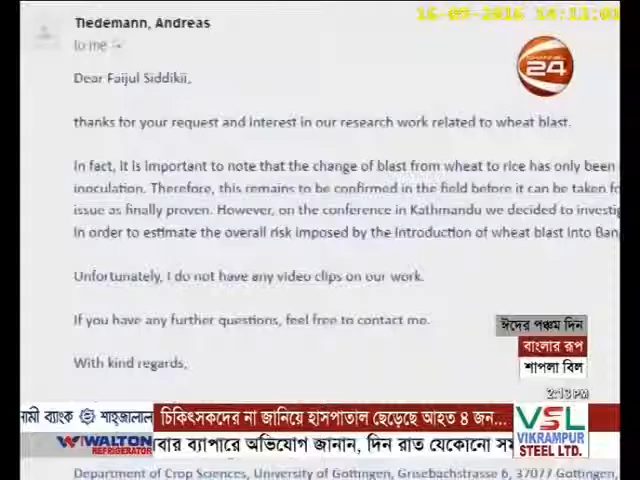 Tiedemann, Andreas
16-09-2016 14:13:01
to me
CHANNEL 24
Dear Faijul Siddikii,
thanks for your request and interest in our research work related to wheat blast.
In fact, it is important to note that the change of blast from wheat to rice has only been
inoculation. Therefore, this remains to be confirmed in the field before it can be taken fo
issue as finally proven. However, on the conference in Kathmandu we decided to investig
in order to estimate the overall risk imposed by the introduction of wheat blast into Ban
Unfortunately, I do not have any video clips on our work.
If you have any further questions, feel free to contact me.
With kind regards,
ঈদের পঞ্চম দিন
বাংলার রূপ
শাপলা বিল
2:13 PM
নামী ব্যাংক শাহ্‌জালাল
চিকিৎসকদের না জানিয়ে হাসপাতাল ছেড়েছে আহত ৪ জন...
WALTON
REFRIGERATOR
বার ব্যাপারে অভিযোগ জানান, দিন রাত যেকোনো সম
VSL
VIKRAMPUR
STEEL LTD.
Department of Crop Sciences, University of Gottingen, Grisebachstrasse 6, 37077 Gottingen,